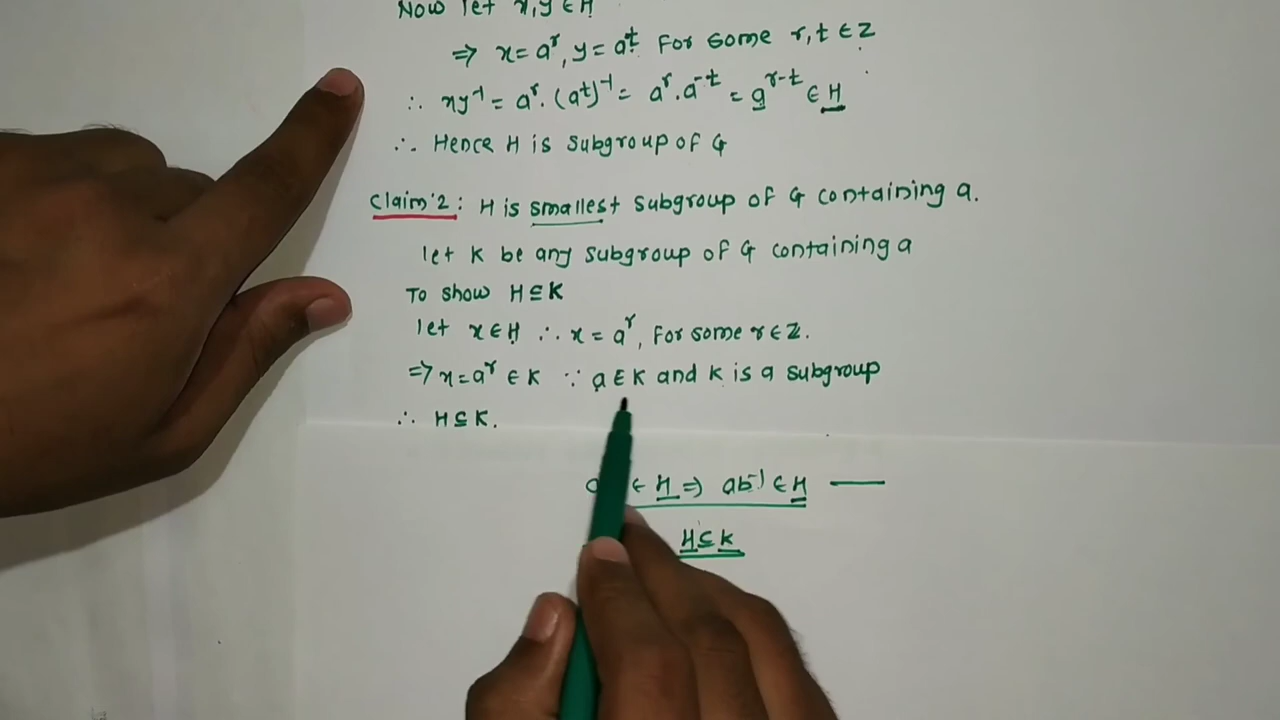 Now let x,y ∈ H
⇒ x = a^r, y = a^t For some r,t ∈ Z
∴ xy^-1 = a^r. (a^t)^-1 = a^r. a^-t = a^r-t ∈ H
∴ Hence H is subgroup of G
Claim 2: H is smallest subgroup of G containing a.
let K be any subgroup of G containing a
To show H ⊆ K
let x ∈ H ∴ x = a^r, For some r ∈ Z.
⇒ x = a^r ∈ K ∵ a ∈ K and K is a subgroup
∴ H ⊆ K.
∈ H ⇒ ab^-1 ∈ H —
H ⊆ K